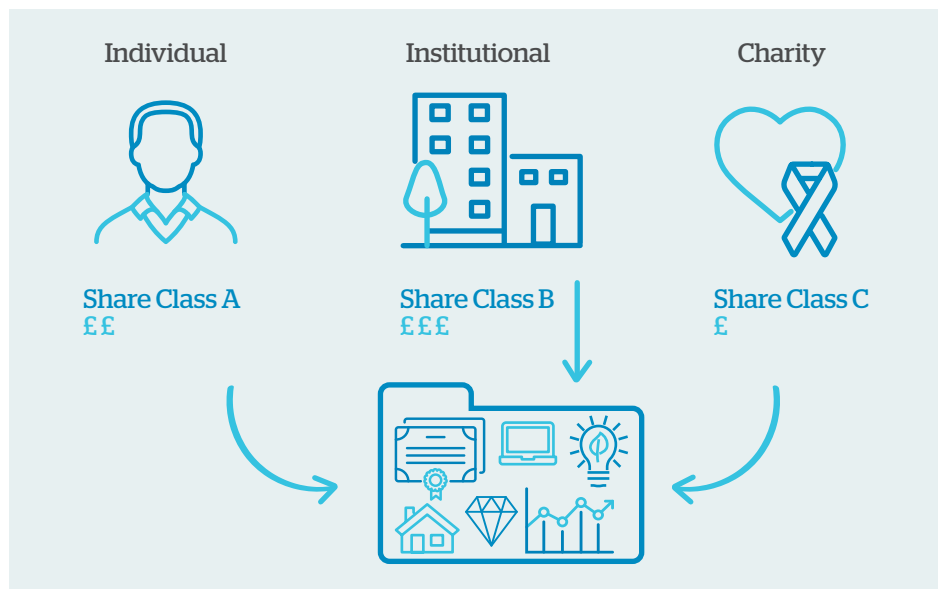 Individual
Institutional
Charity
Share Class A
££
Share Class B
£££
Share Class C
£